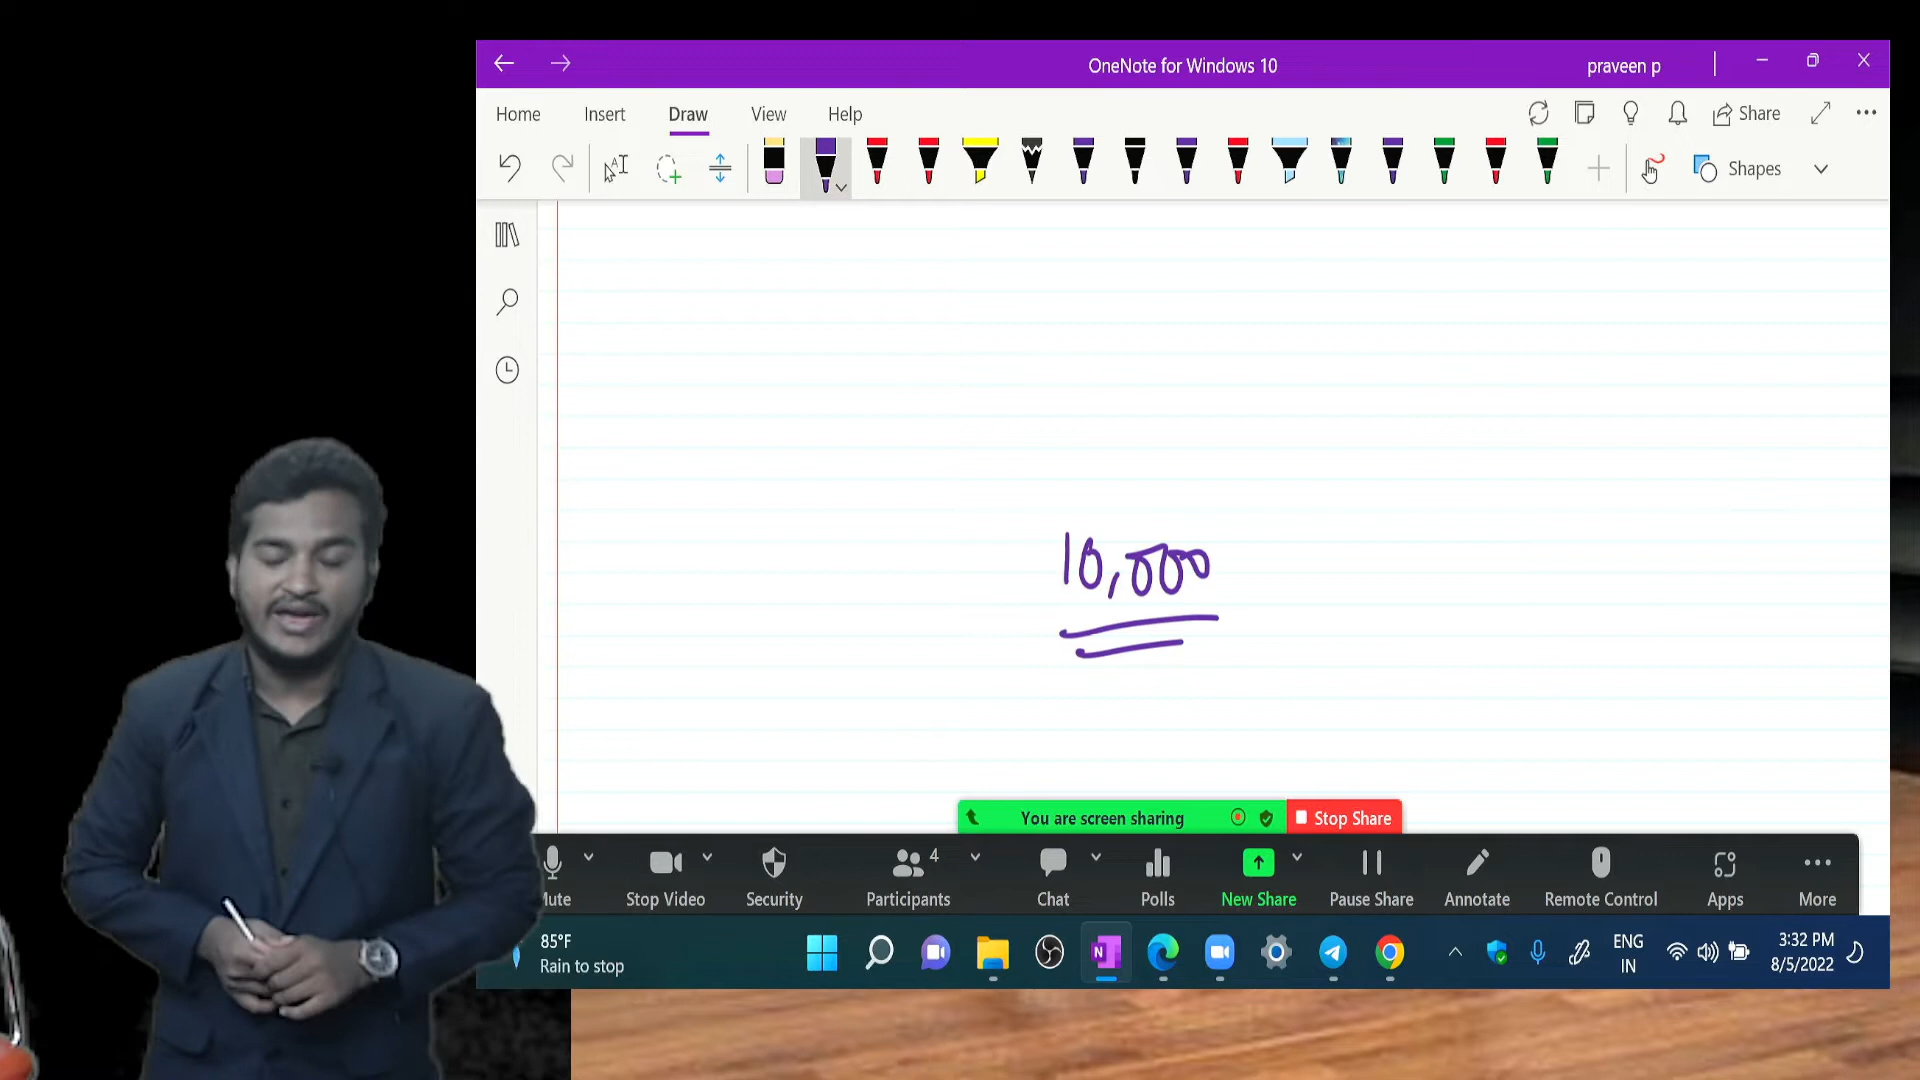 OneNote for Windows 10
praveen p
Home Insert Draw View Help Share
Shapes
10,000
You are screen sharing Stop Share
4
Mute Stop Video Security Participants Chat Polls New Share Pause Share Annotate Remote Control Apps More
85°F
Rain to stop
ENG
IN
3:32 PM
8/5/2022